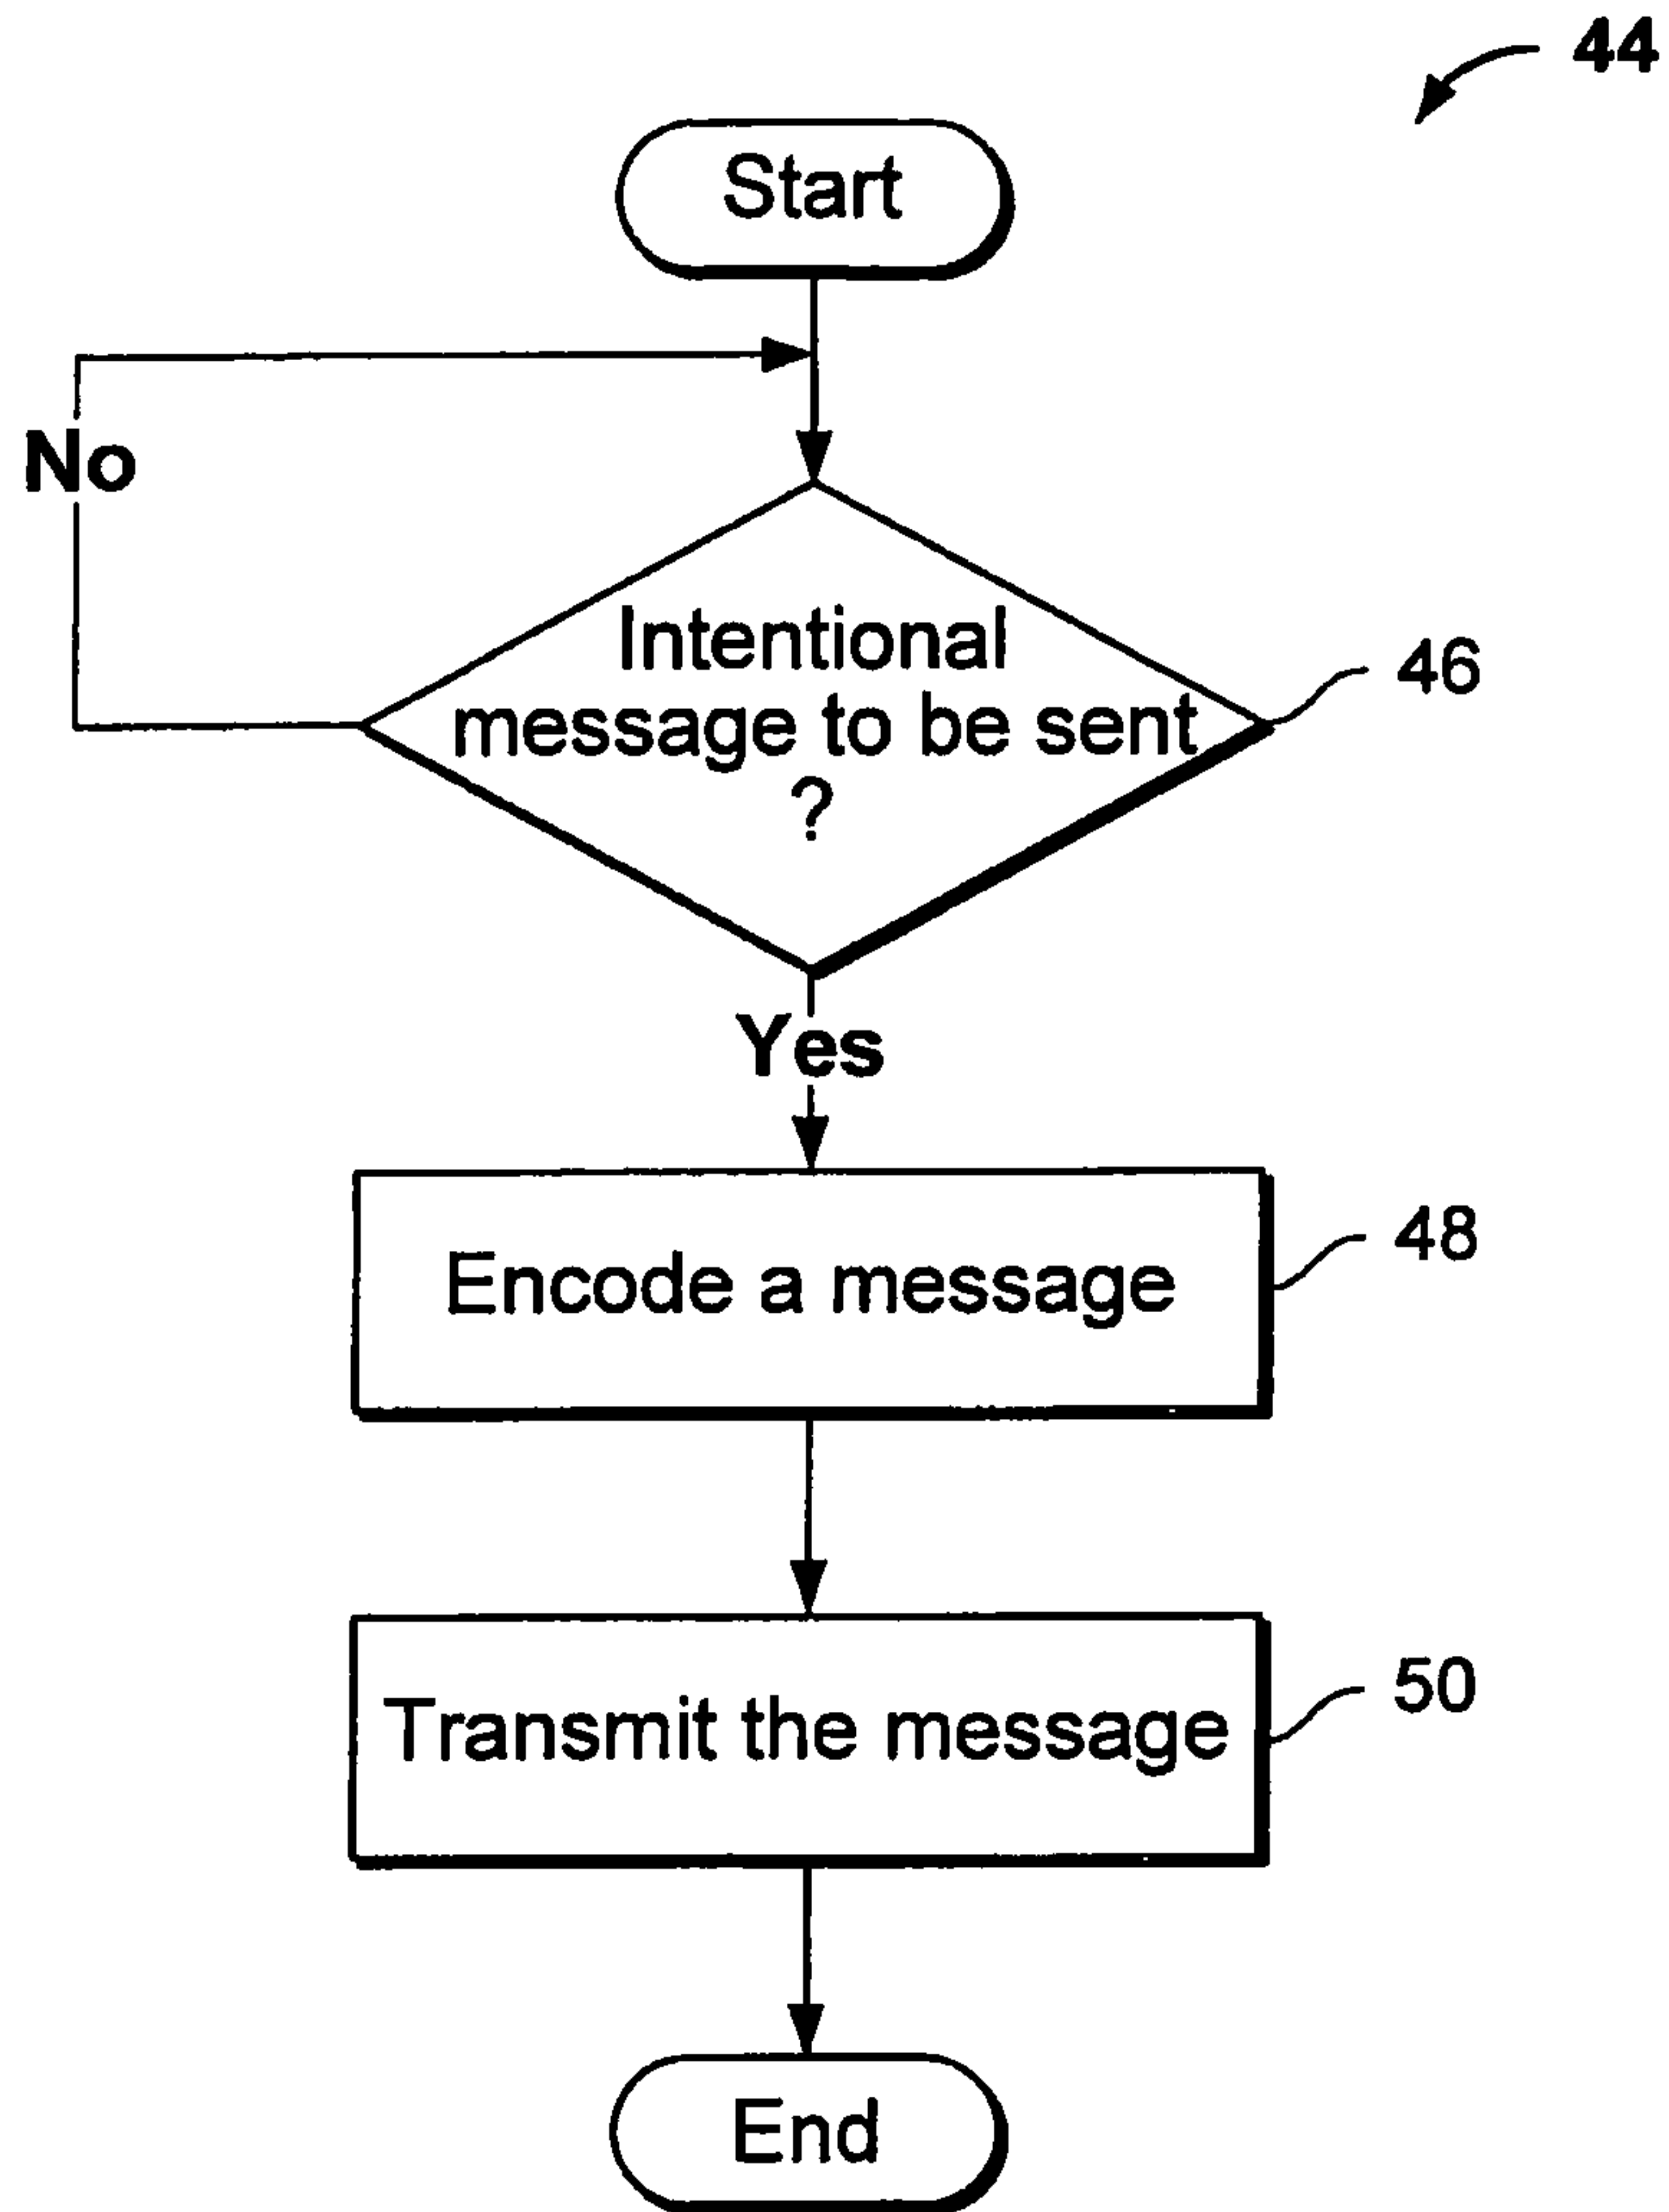 44
Start
No
Intentional
message to be sent
?
46
Yes
Encode a message
48
Transmit the message
50
End